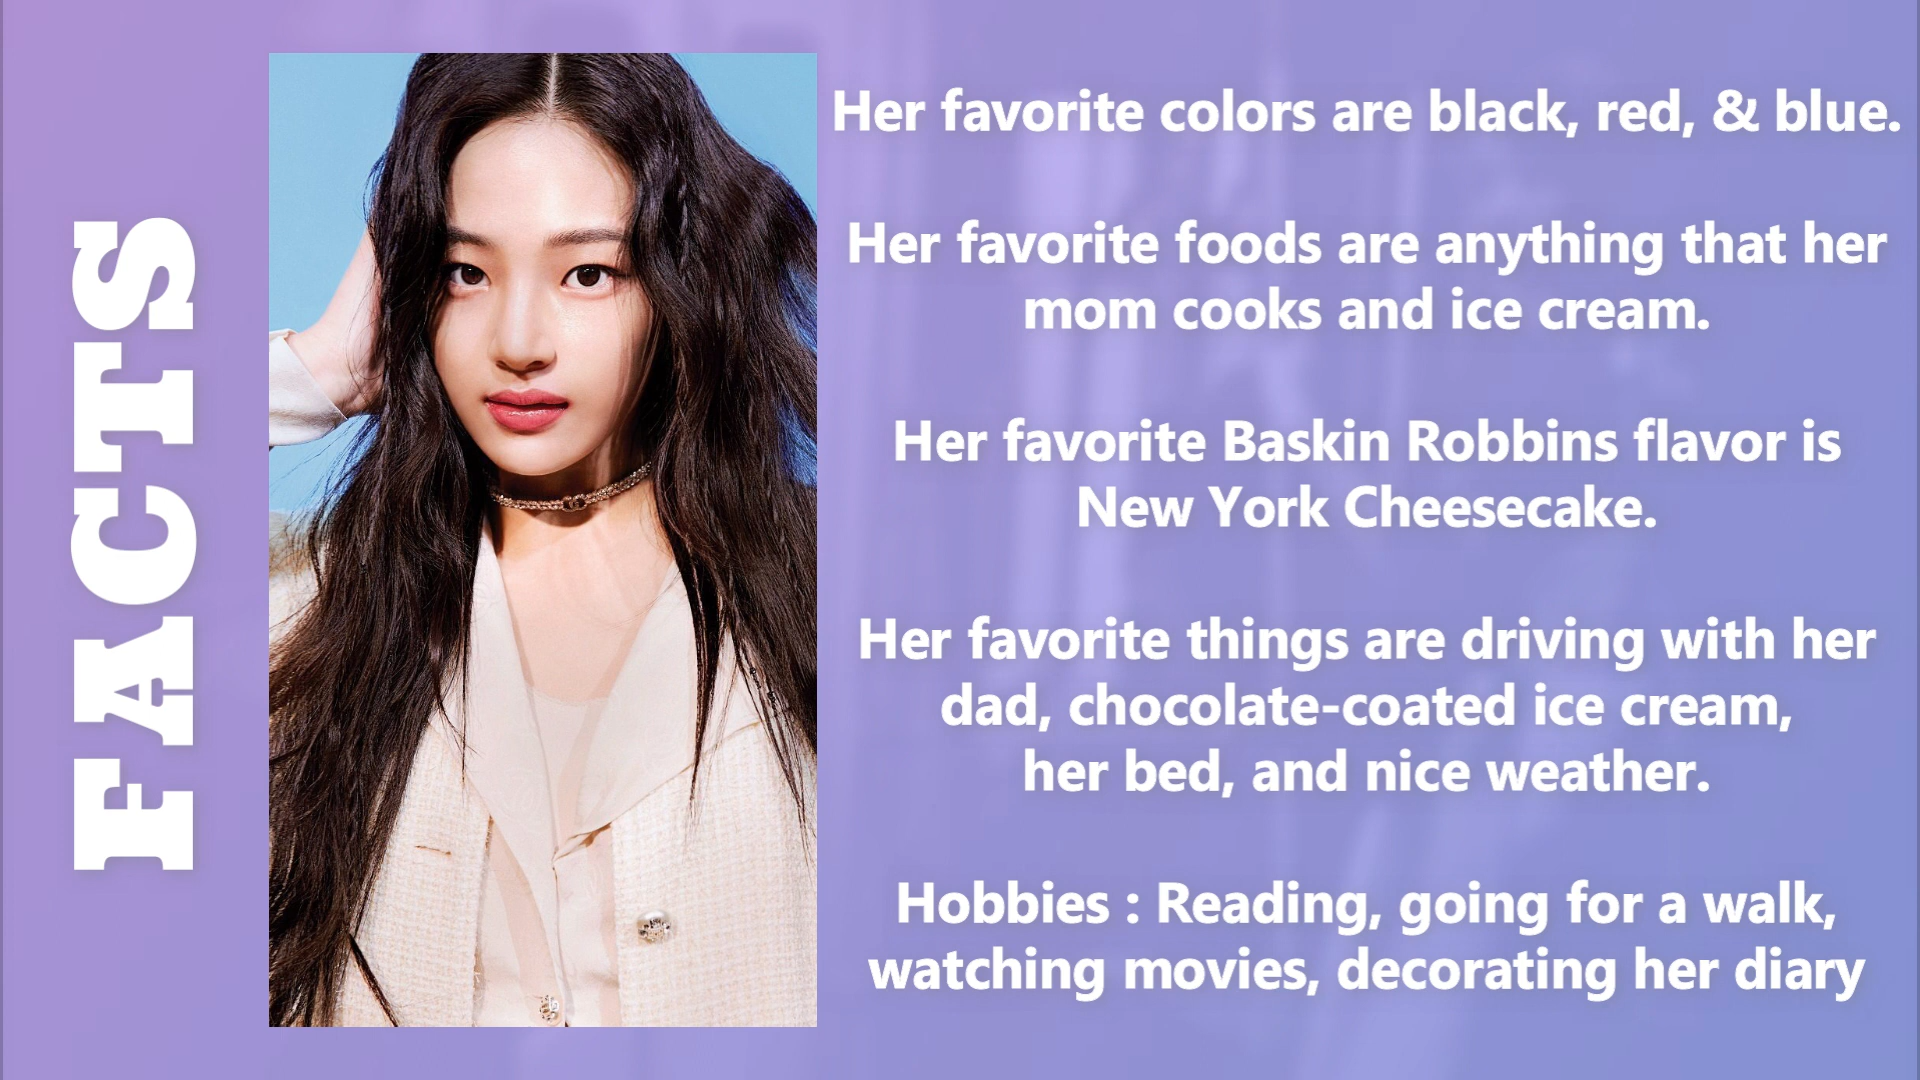 FACTS
Her favorite colors are black, red, & blue.
Her favorite foods are anything that her
mom cooks and ice cream.
Her favorite Baskin Robbins flavor is
New York Cheesecake.
Her favorite things are driving with her
dad, chocolate-coated ice cream,
her bed, and nice weather.
Hobbies : Reading, going for a walk,
watching movies, decorating her diary